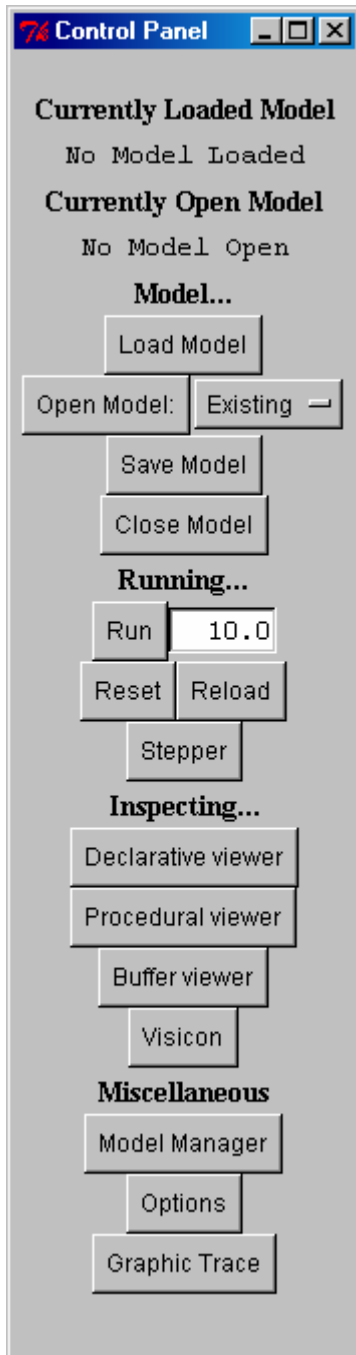 Control Panel
Currently Loaded Model
No Model Loaded
Currently Open Model
No Model Open
Model...
Load Model
Open Model: Existing
Save Model
Close Model
Running...
Run 10.0
Reset Reload
Stepper
Inspecting...
Declarative viewer
Procedural viewer
Buffer viewer
Visicon
Miscellaneous
Model Manager
Options
Graphic Trace